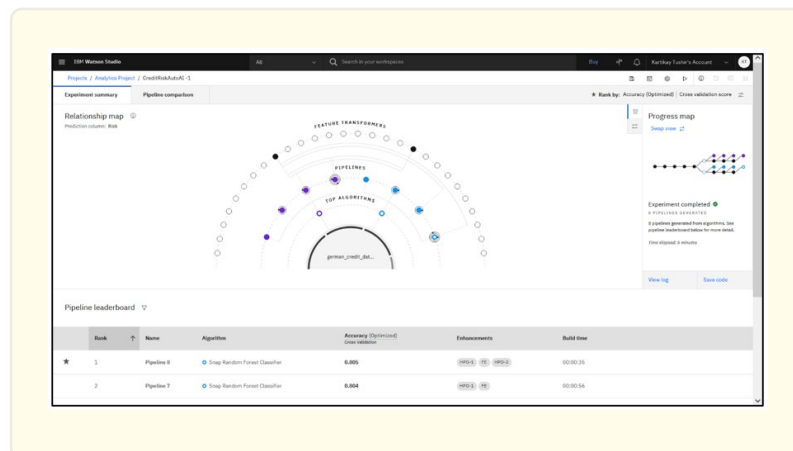 IBM Watson Studio
All
Search in your workspaces
Buy
Kartikay Tushir's Account
KT
Projects / Analytics Project / CreditRiskAutoAI -1
Experiment summary
Pipeline comparison
Rank by: Accuracy (Optimized) | Cross validation score
Relationship map
Prediction column: Risk
FEATURE TRANSFORMERS
PIPELINES
TOP ALGORITHMS
german_credit_dat...
Progress map
Swap view
Experiment completed
8 PIPELINES GENERATED
8 pipelines generated from algorithms. See
pipeline leaderboard below for more detail.
Time elapsed: 6 minutes
View log
Save code
Pipeline leaderboard
Rank
Name
Algorithm
Accuracy (Optimized)
Cross Validation
Enhancements
Build time
1
Pipeline 8
Snap Random Forest Classifier
0.805
HPO-1 FE HPO-2
00:00:35
2
Pipeline 7
Snap Random Forest Classifier
0.804
HPO-1 FE
00:00:56